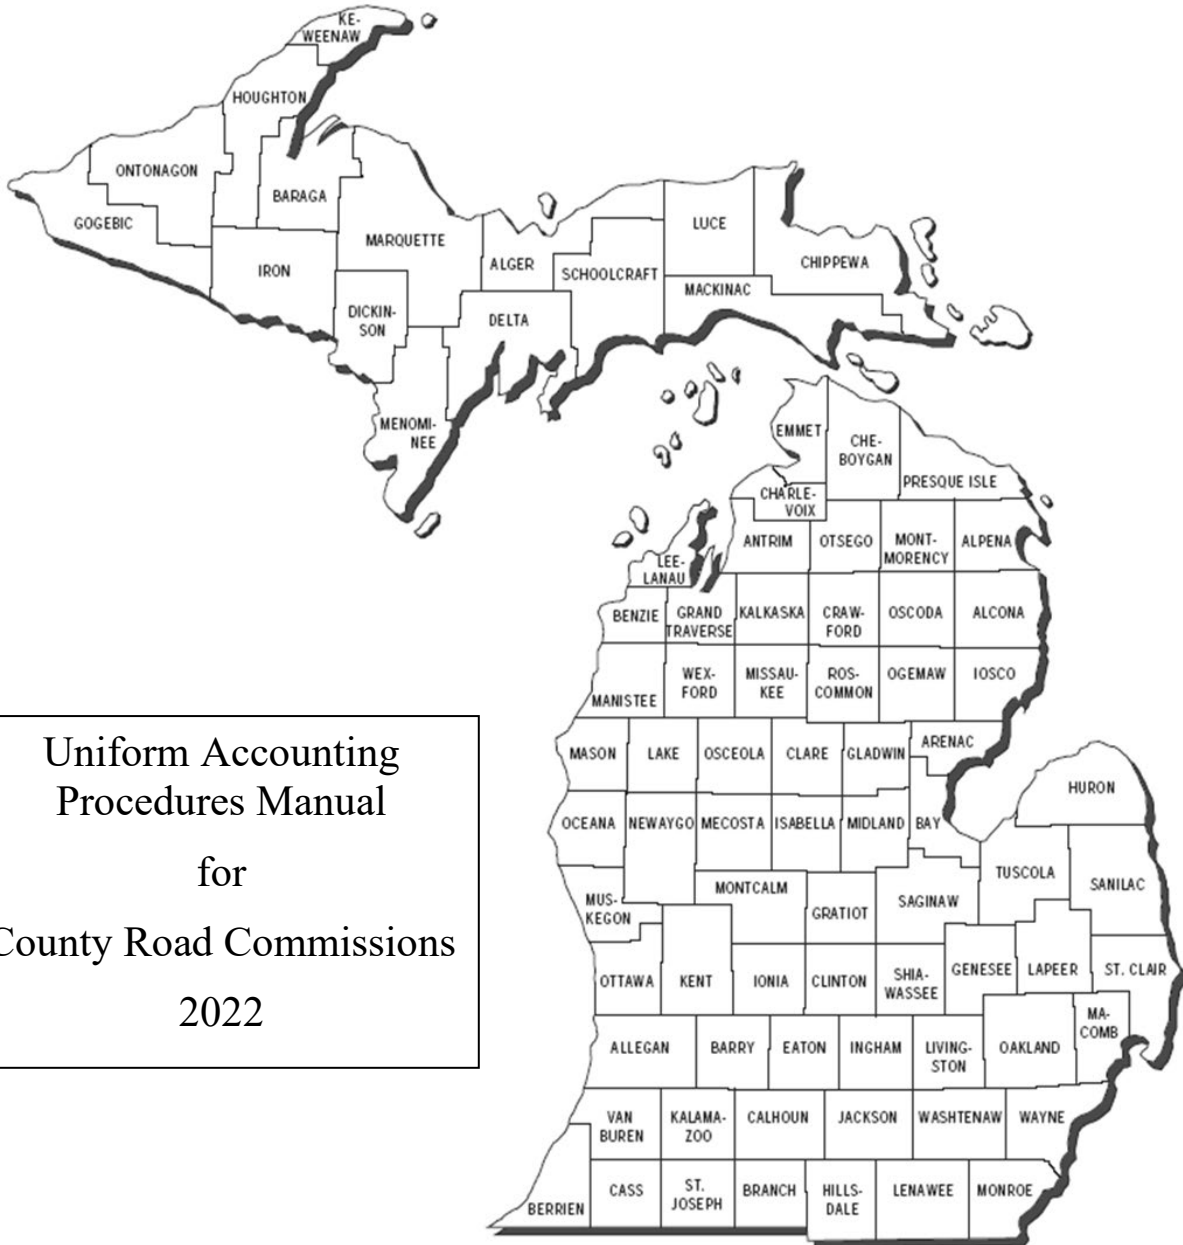 KE-
WEENAW
HOUGHTON
ONTONAGON
BARAGA
GOGEBIC
MARQUETTE
IRON
DICKIN-
SON
ALGER
SCHOOLCRAFT
LUCE
CHIPPEWA
MACKINAC
DELTA
MENOMI-
NEE
EMMET
CHE-
BOYGAN
PRESQUE ISLE
CHARLE-
VOIX
ANTRIM
OTSEGO
MONT-
MORENCY
ALPENA
LEE-
LANAU
BENZIE
GRAND
TRAVERSE
KALKASKA
CRAW-
FORD
OSCODA
ALCONA
MANISTEE
WEX-
FORD
MISSAU-
KEE
ROS-
COMMON
OGEMAW
IOSCO
MASON
LAKE
OSCEOLA
CLARE
GLADWIN
ARENAC
HURON
OCEANA
NEWAYGO
MECOSTA
ISABELLA
MIDLAND
BAY
TUSCOLA
SANILAC
MUS-
KEGON
MONTCALM
GRATIOT
SAGINAW
OTTAWA
KENT
IONIA
CLINTON
SHIA-
WASSEE
GENESEE
LAPEER
ST. CLAIR
ALLEGAN
BARRY
EATON
INGHAM
LIVING-
STON
OAKLAND
MA-
COMB
VAN
BUREN
KALAMA-
ZOO
CALHOUN
JACKSON
WASHTENAW
WAYNE
BERRIEN
CASS
ST.
JOSEPH
BRANCH
HILLS-
DALE
LENAWEE
MONROE
Uniform Accounting
Procedures Manual
for
County Road Commissions
2022